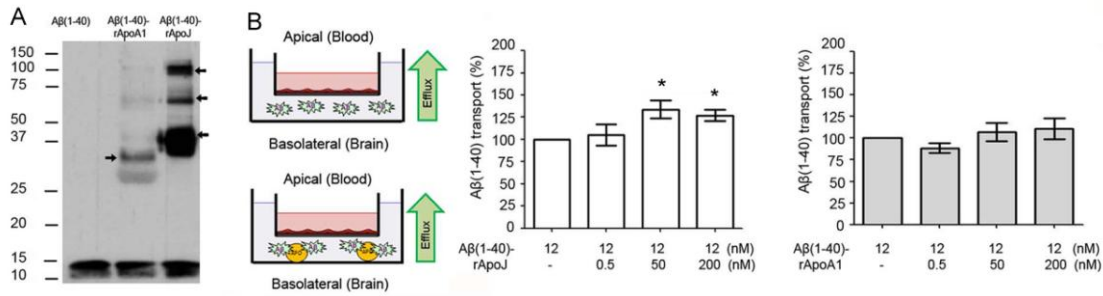 A
Aβ(1-40) Aβ(1-40)- Aβ(1-40)-
rApoA1 rApoJ
150
100
75
50
37
25
20
15
10
B
Apical (Blood)
Efflux
Basolateral (Brain)
Apical (Blood)
Efflux
Basolateral (Brain)
Aβ(1-40) transport (%)
200
175
150
125
100
75
50
25
0
* *
Aβ(1-40)- 12 12 12 12 (nM)
rApoJ - 0.5 50 200 (nM)
Aβ(1-40) transport (%)
200
175
150
125
100
75
50
25
0
Aβ(1-40)- 12 12 12 12 (nM)
rApoA1 - 0.5 50 200 (nM)